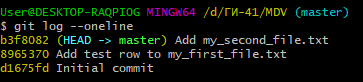 User@DESKTOP-RAQPIOG MINGW64 /d/ГИ-41/MDV (master)
$ git log --oneline
b3f8082 (HEAD -> master) Add my_second_file.txt
8965370 Add test row to my_first_file.txt
d1675fd Initial commit